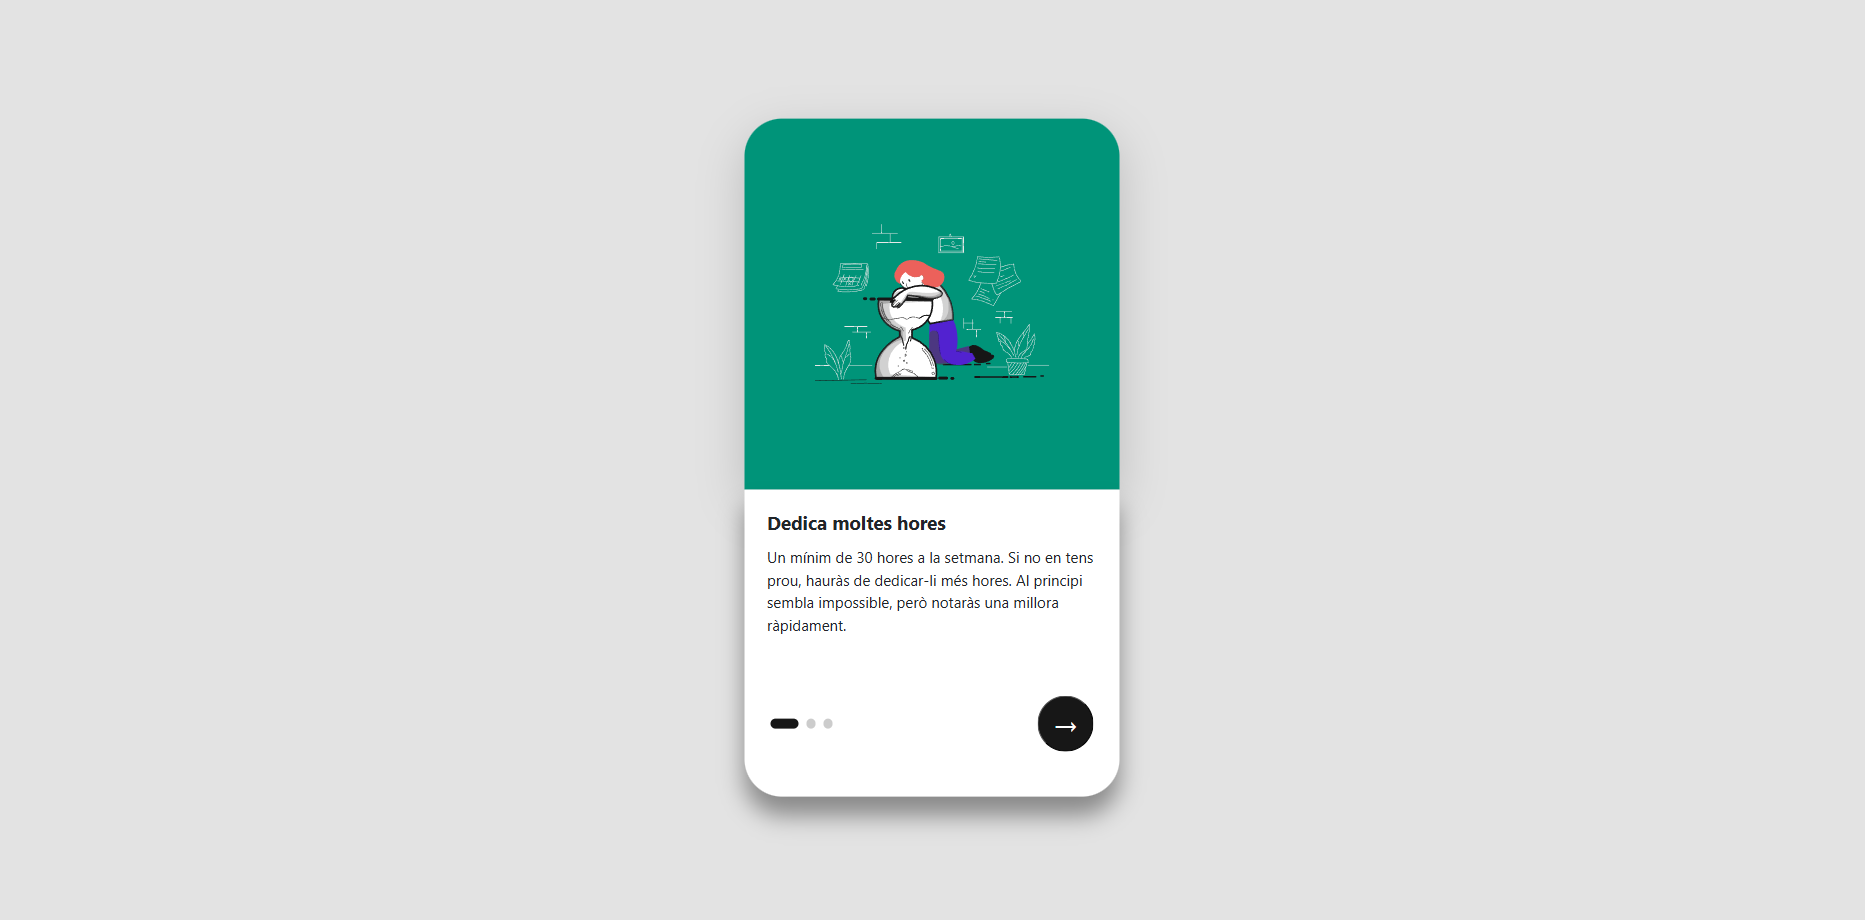 Dedica moltes hores
Un mínim de 30 hores a la setmana. Si no en tens
prou, hauràs de dedicar-li més hores. Al principi
sembla impossible, però notaràs una millora
ràpidament.